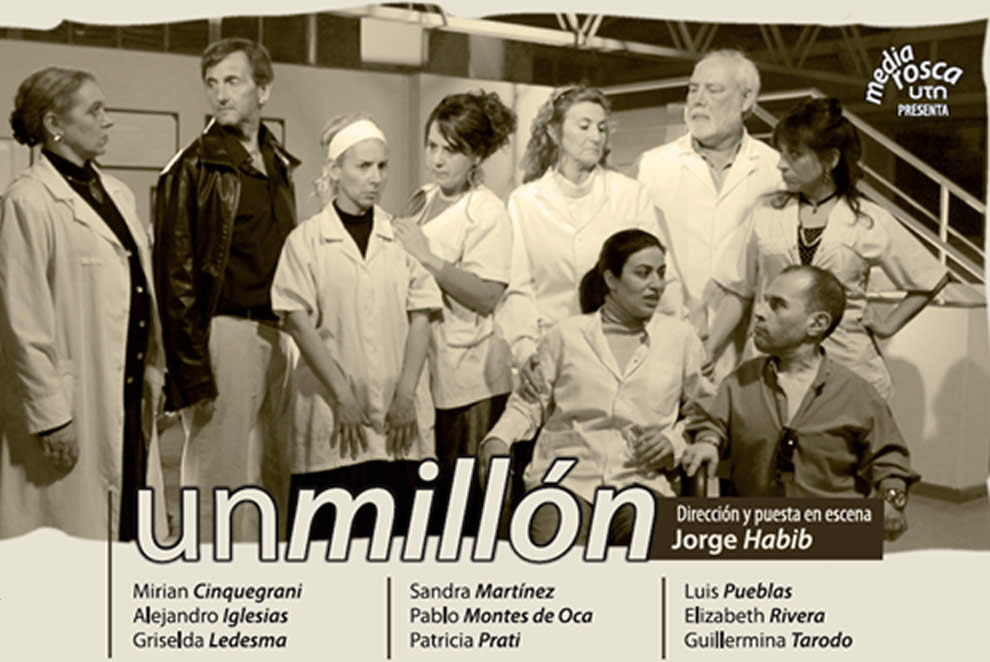 media
rosca
utn
PRESENTA
unmillón
Dirección y puesta en escena
Jorge Habib
Mirian Cinquegrani
Alejandro Iglesias
Griselda Ledesma
Sandra Martínez
Pablo Montes de Oca
Patricia Prati
Luis Pueblas
Elizabeth Rivera
Guillermina Tarodo